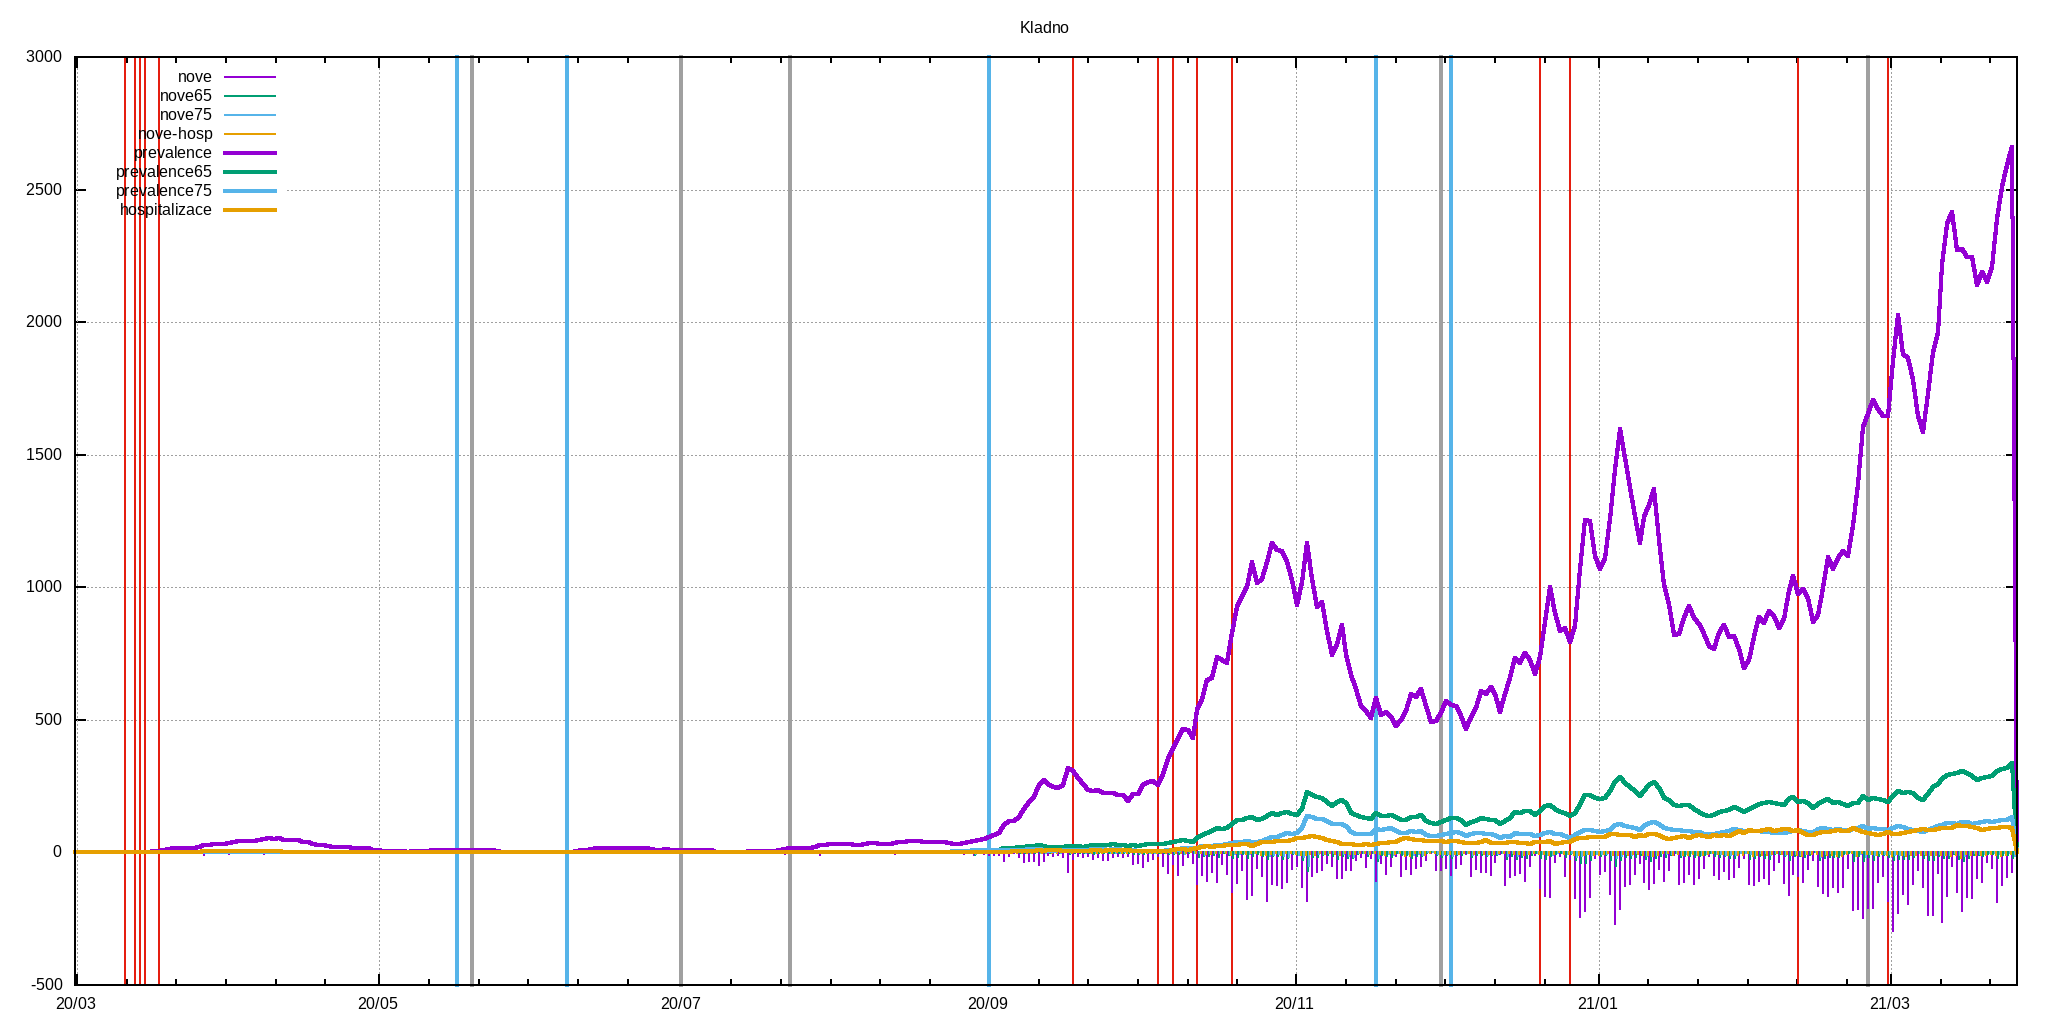 Kladno
3000
2500
2000
1500
1000
500
0
-500
nove
nove65
nove75
nove-hosp
prevalence
prevalence65
prevalence75
hospitalizace
20/03 20/05 20/07 20/09 20/11 21/01 21/03